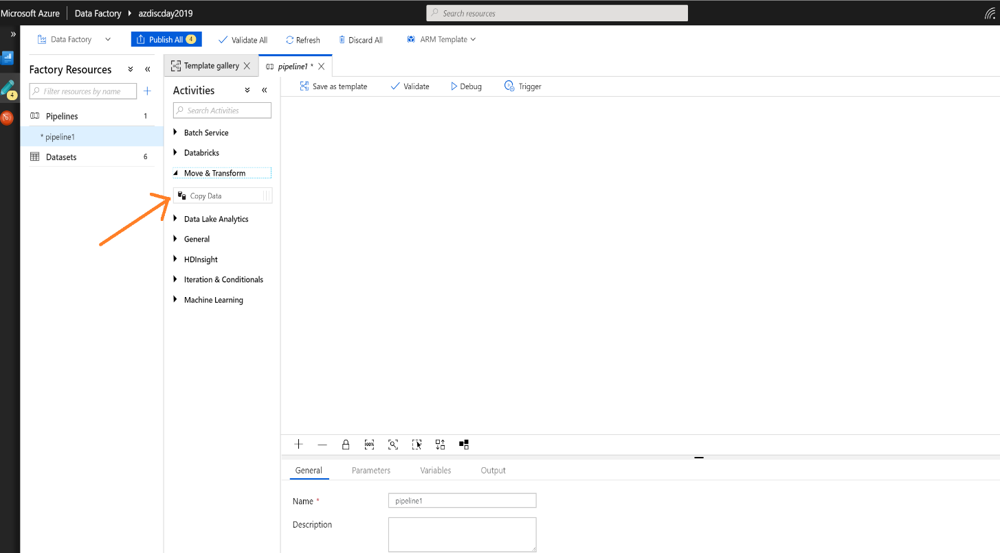 Microsoft Azure Data Factory azdiscday2019
Search resources
Data Factory
Publish All 4
Validate All
Refresh
Discard All
ARM Template
4
Factory Resources
Filter resources by name
Pipelines 1
* pipeline1
Datasets 6
Template gallery
pipeline1 *
Activities
Search Activities
Batch Service
Databricks
Move & Transform
Copy Data
Data Lake Analytics
General
HDInsight
Iteration & Conditionals
Machine Learning
Save as template
Validate
Debug
Trigger
100%
General Parameters Variables Output
Name * pipeline1
Description